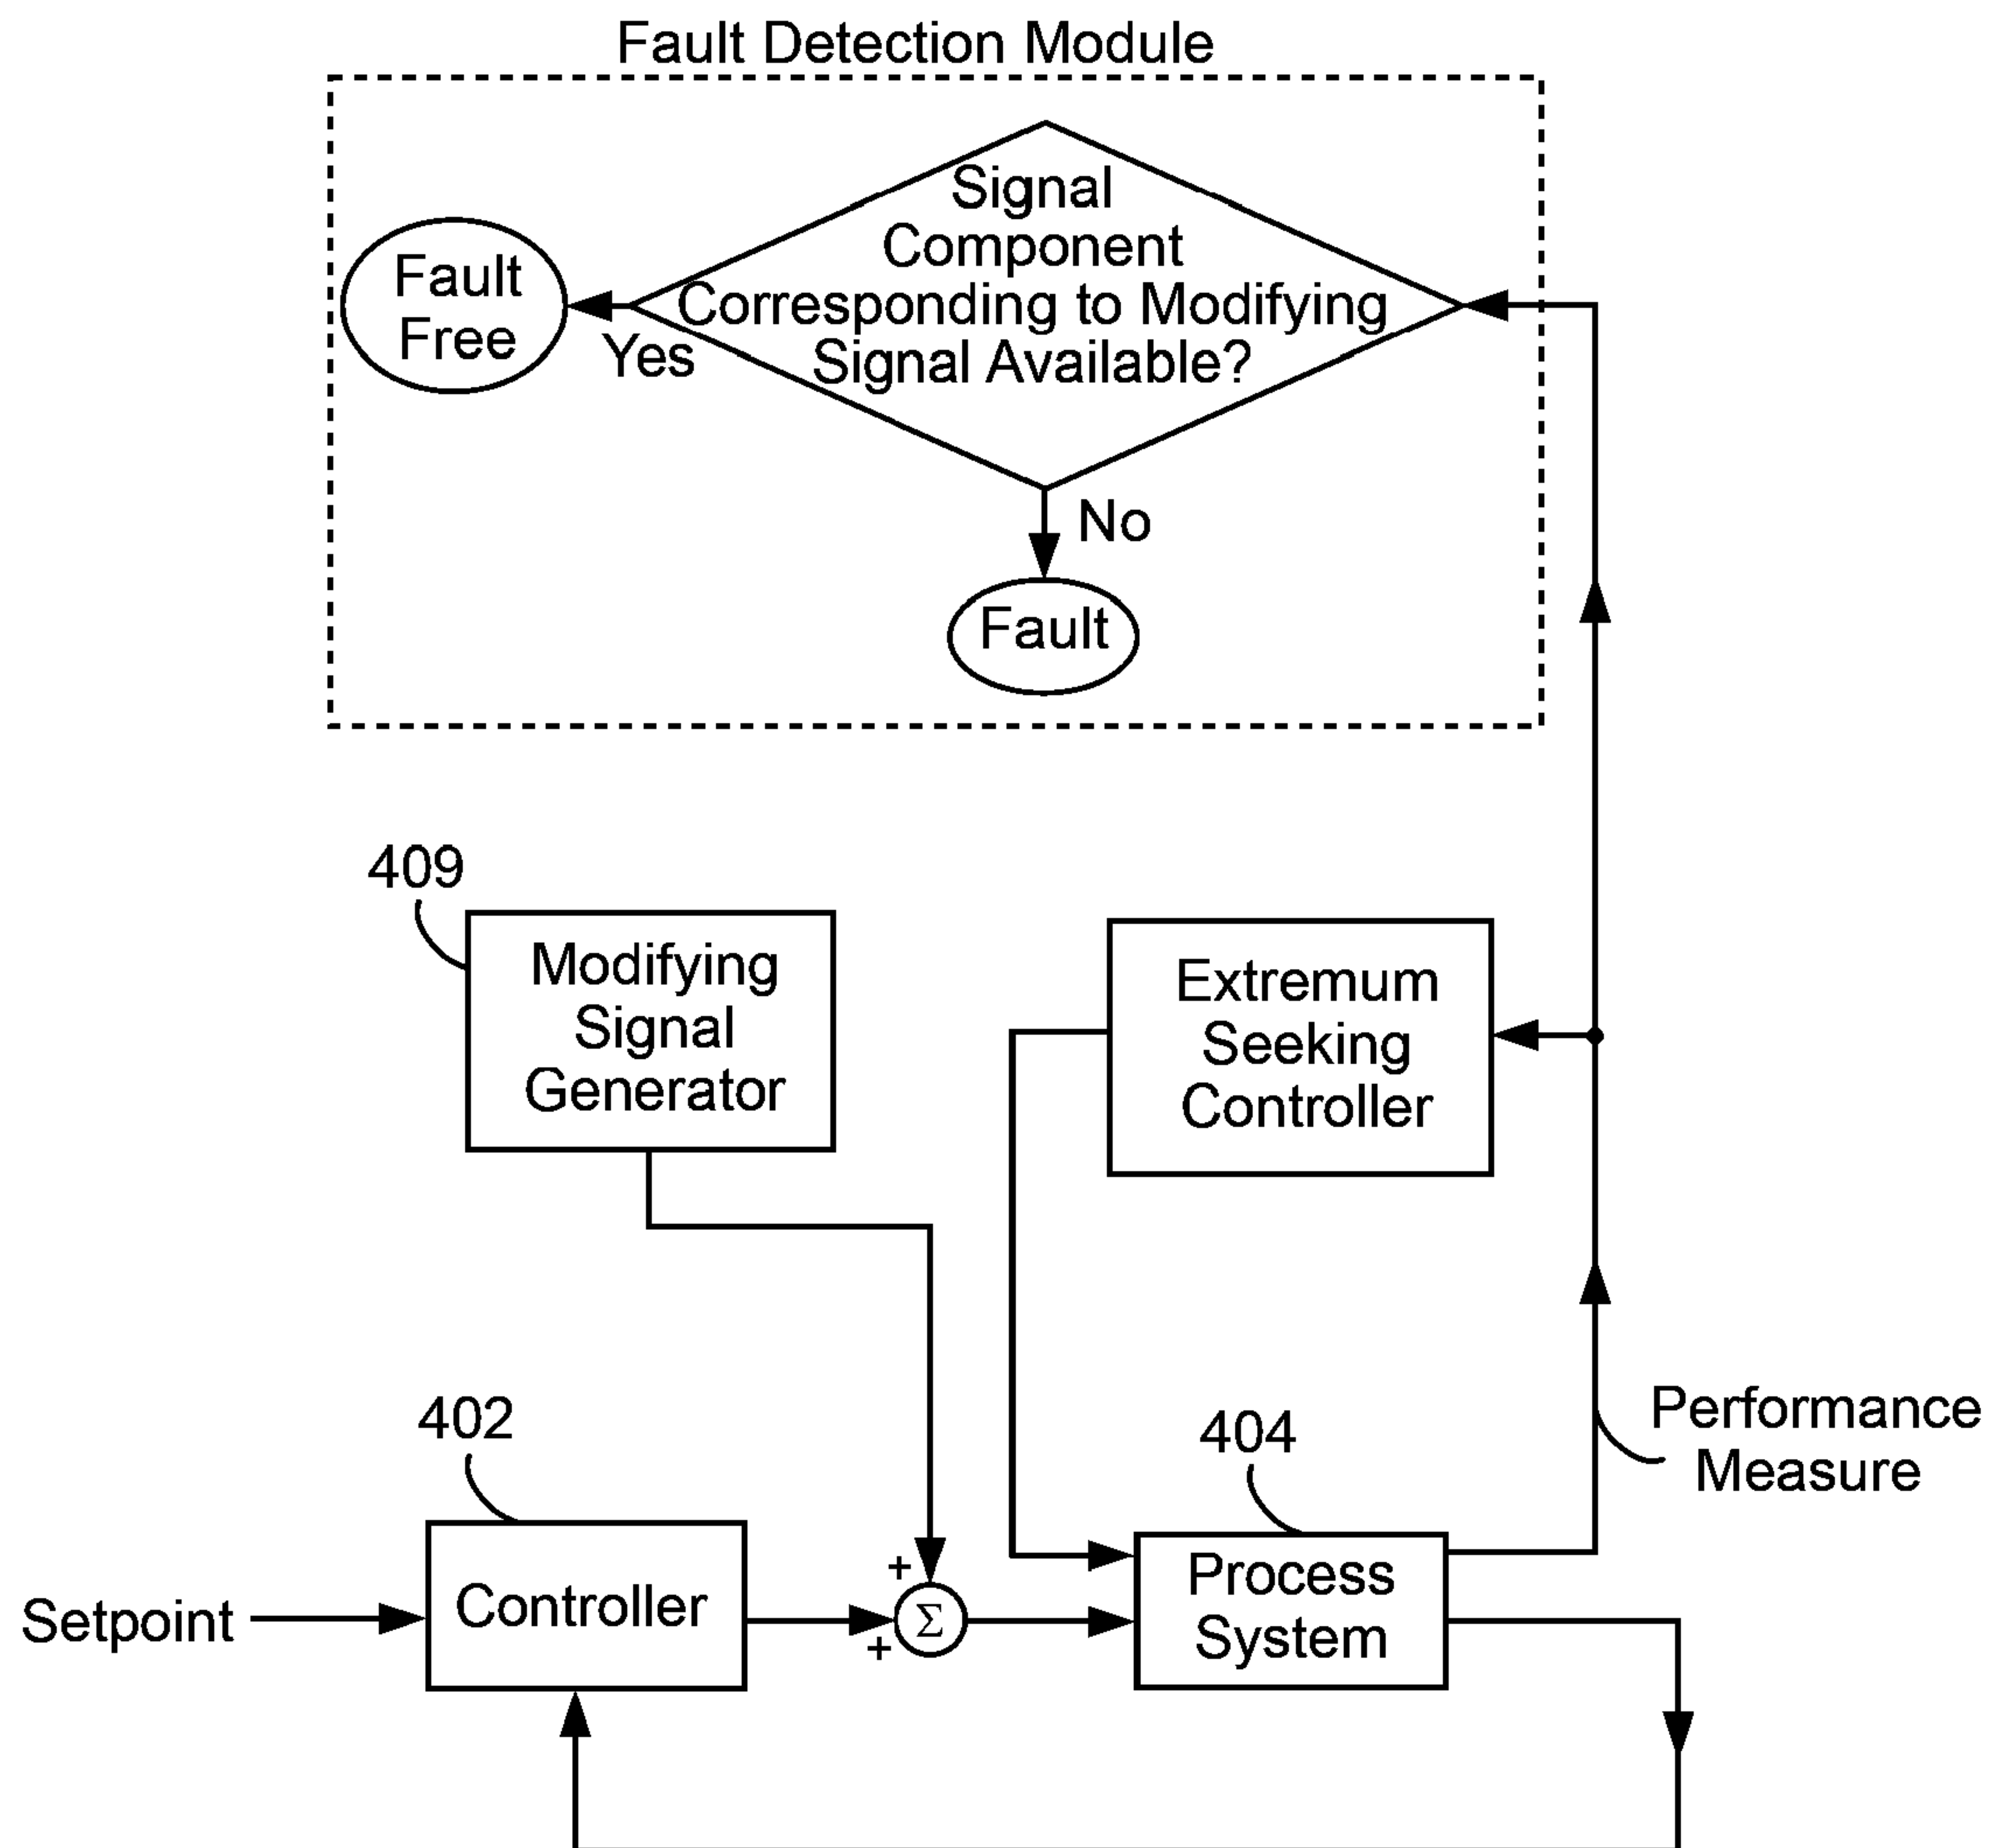 Fault Detection Module
Signal
Component
Corresponding to Modifying
Signal Available?
Fault
Free
Yes
No
Fault
409
Modifying
Signal
Generator
Extremum
Seeking
Controller
Performance
Measure
402
404
Setpoint
Controller
+
+
Σ
Process
System